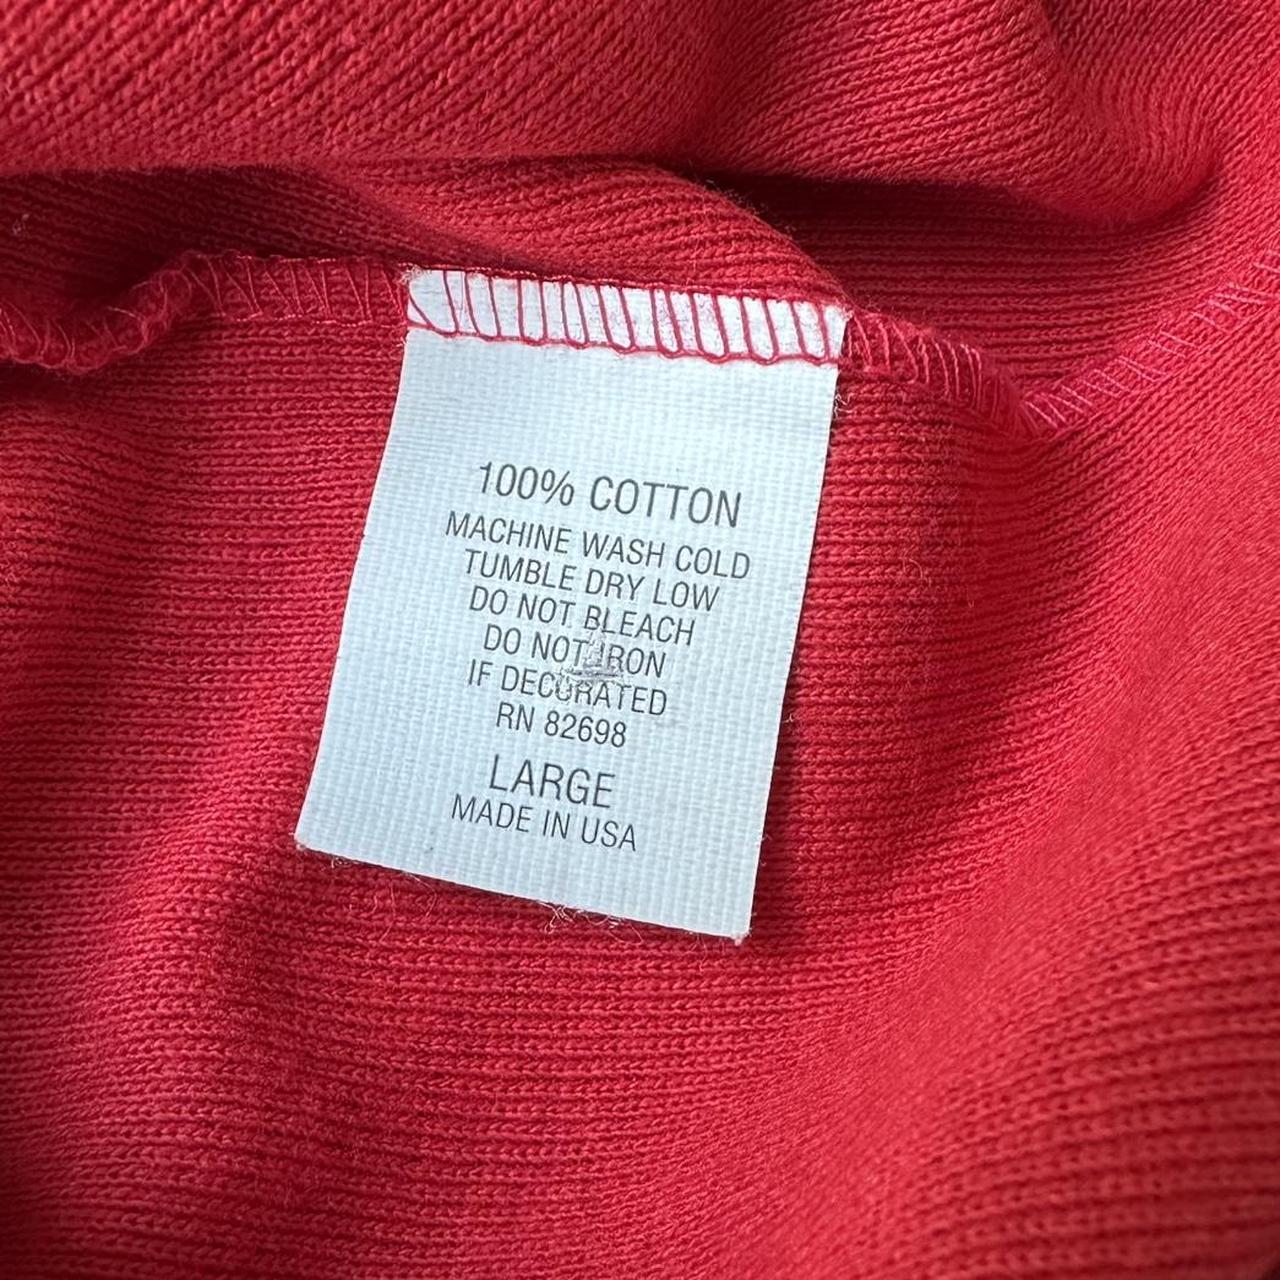 100% COTTON
MACHINE WASH COLD
TUMBLE DRY LOW
DO NOT BLEACH
DO NOT IRON
IF DECORATED
RN 82698
LARGE
MADE IN USA